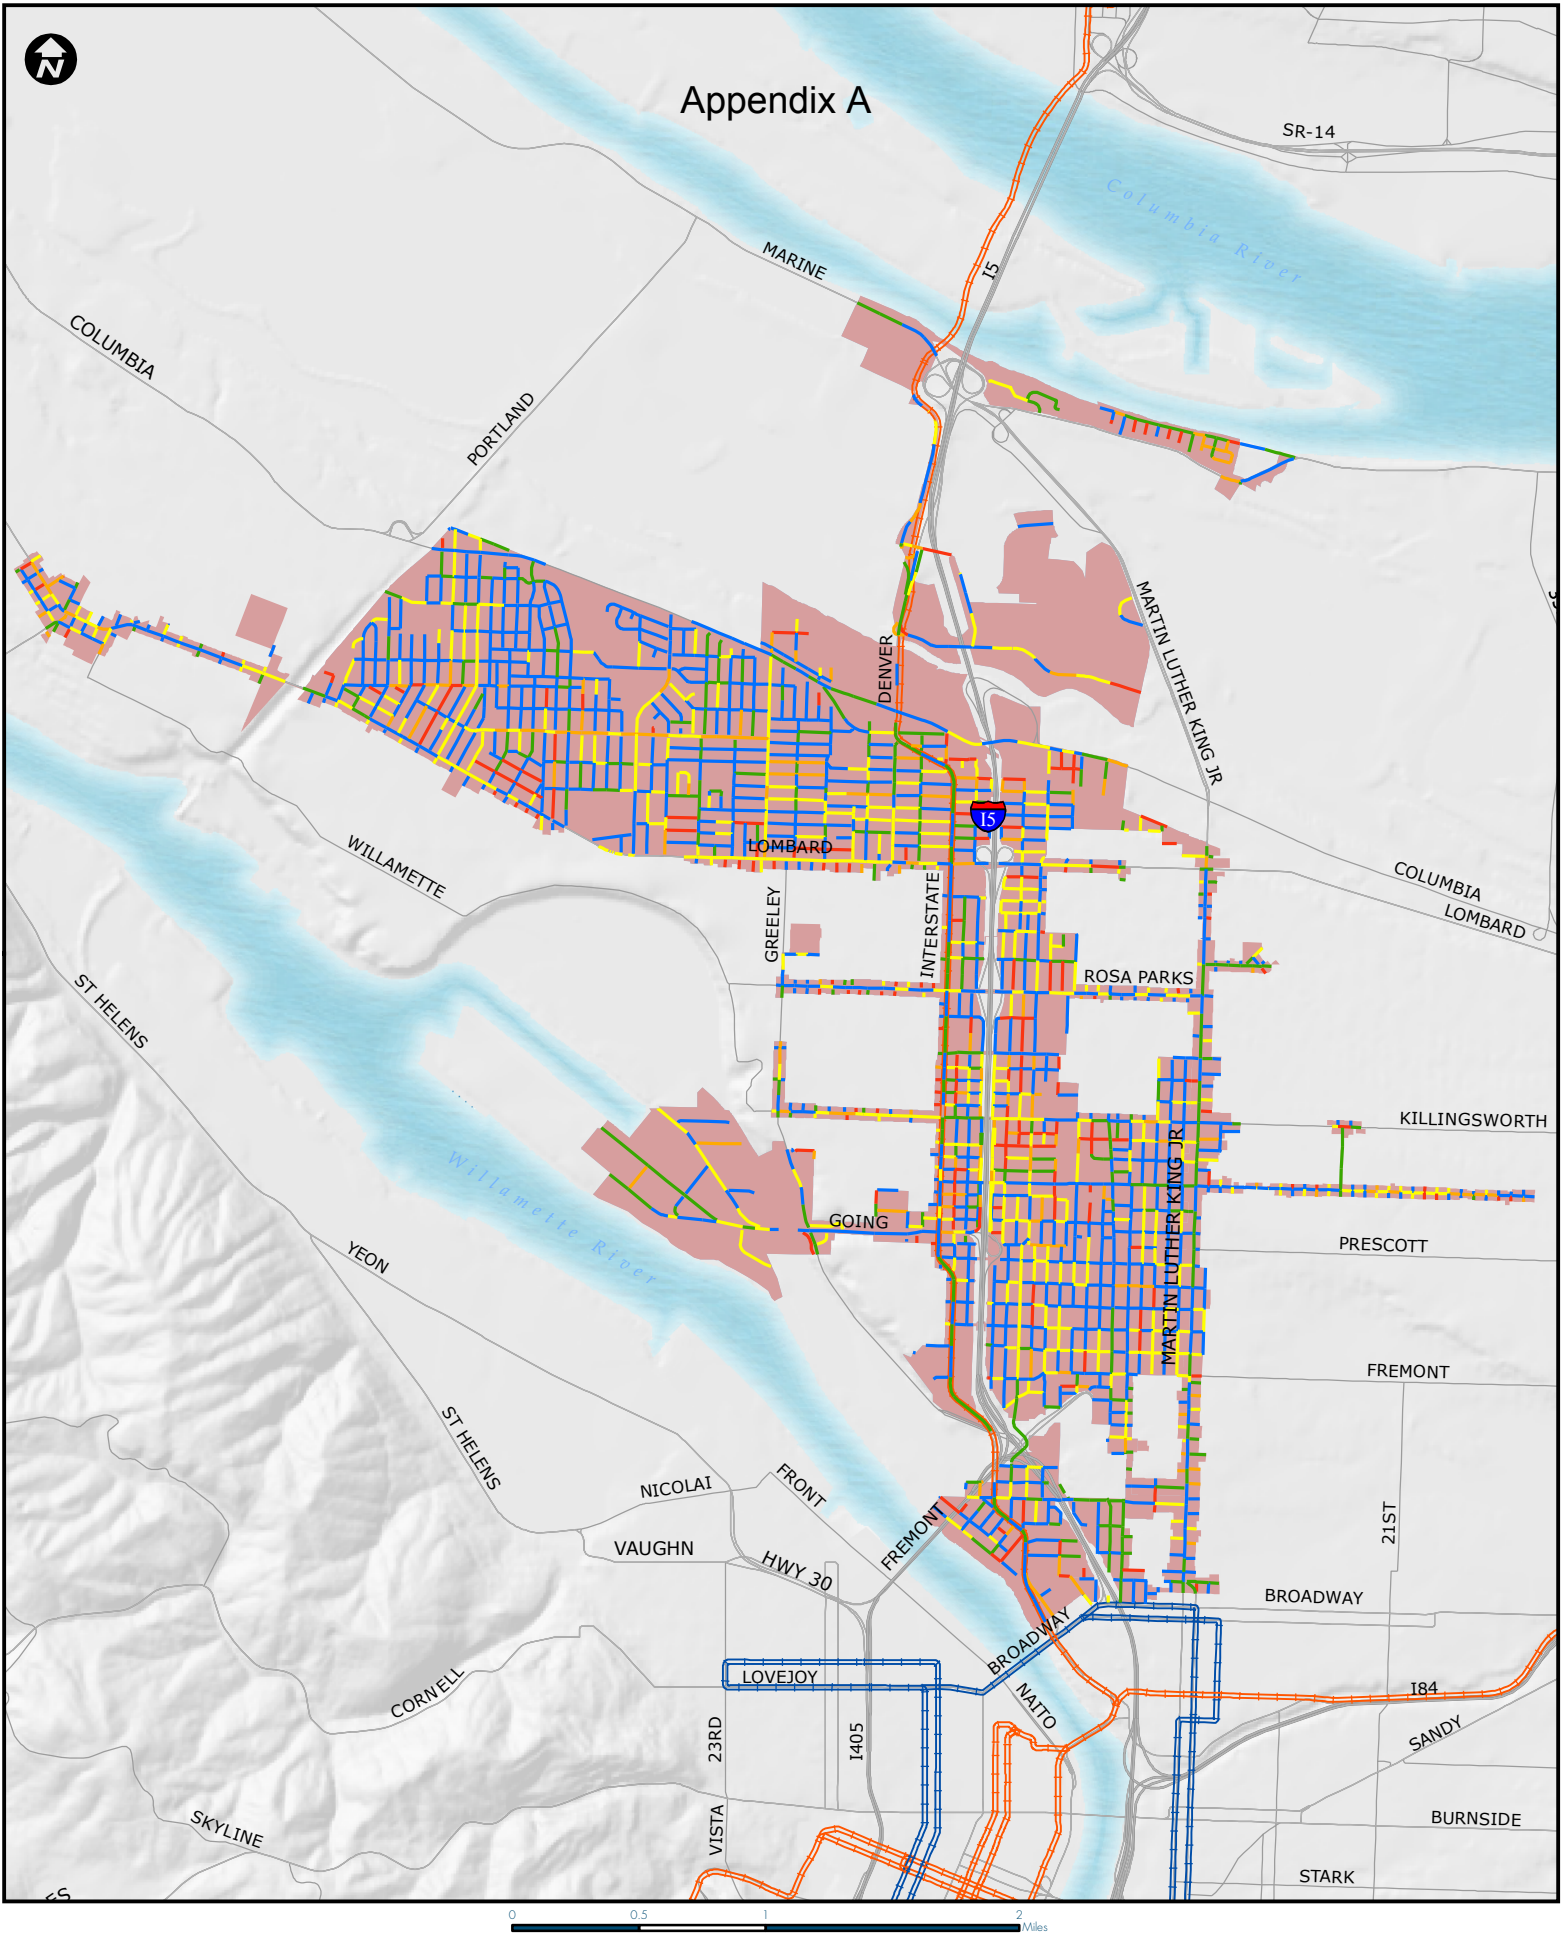 Appendix A
N
SR-14
Columbia River
MARINE
I5
COLUMBIA
PORTLAND
MARTIN LUTHER KING JR
DENVER
I5
LOMBARD
WILLAMETTE
COLUMBIA
LOMBARD
GREELEY
INTERSTATE
ROSA PARKS
ST HELENS
KILLINGSWORTH
MARTIN LUTHER KING JR
Willamette River
GOING
PRESCOTT
YEON
FREMONT
ST HELENS
NICOLAI
FRONT
FREMONT
21ST
VAUGHN
HWY 30
BROADWAY
BROADWAY
LOVEJOY
CORNELL
NAITO
I84
23RD
I405
SANDY
SKYLINE
VISTA
BURNSIDE
STARK
ES
0 0.5 1 2
Miles